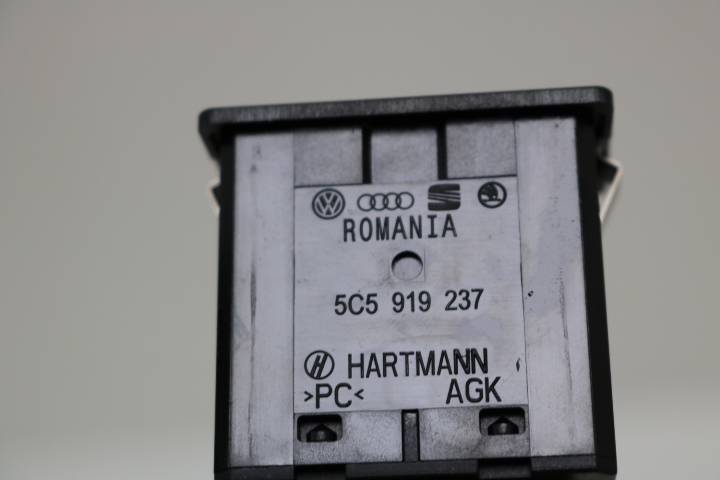 ROMANIA
5C5 919 237
HARTMANN
>PC< AGK